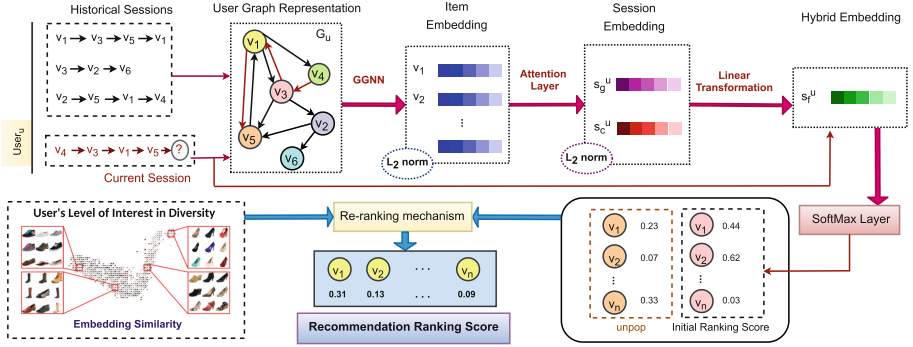 Historical Sessions
User Graph Representation
Item
Embedding
Session
Embedding
Hybrid Embedding
v1 → v3 → v5 → v1
v3 → v2 → v6
v2 → v5 → v1 → v4
Gu
v1
v4
v3
v2
v5
v6
GGNN
v1
v2
⋮
L2 norm
Attention
Layer
sg^u
sc^u
L2 norm
Linear
Transformation
sf^u
Useru
v4 → v3 → v1 → v5 → ?
Current Session
User's Level of Interest in Diversity
Embedding Similarity
Re-ranking mechanism
v1 v2 ... vn
0.31 0.13 ... 0.09
Recommendation Ranking Score
v1 0.23
v2 0.07
⋮
vn 0.33
unpop
v1 0.44
v2 0.62
⋮
vn 0.03
Initial Ranking Score
SoftMax Layer